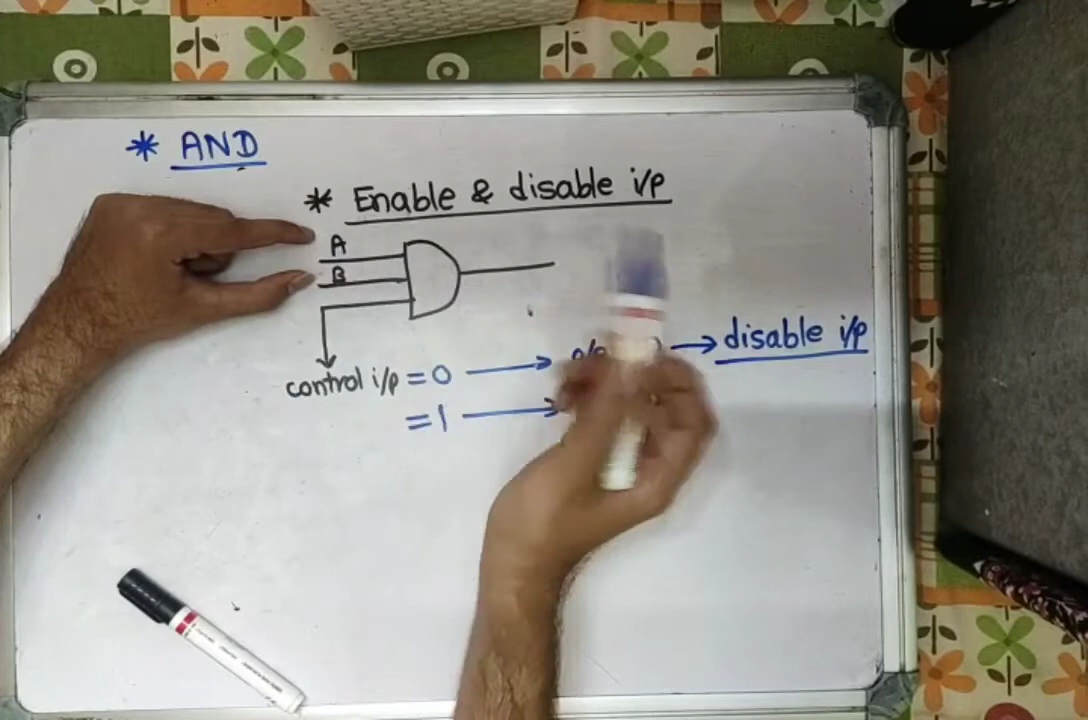 * AND
* Enable & disable i/p
A
B
control i/p = 0 → → disable i/p
= 1 →